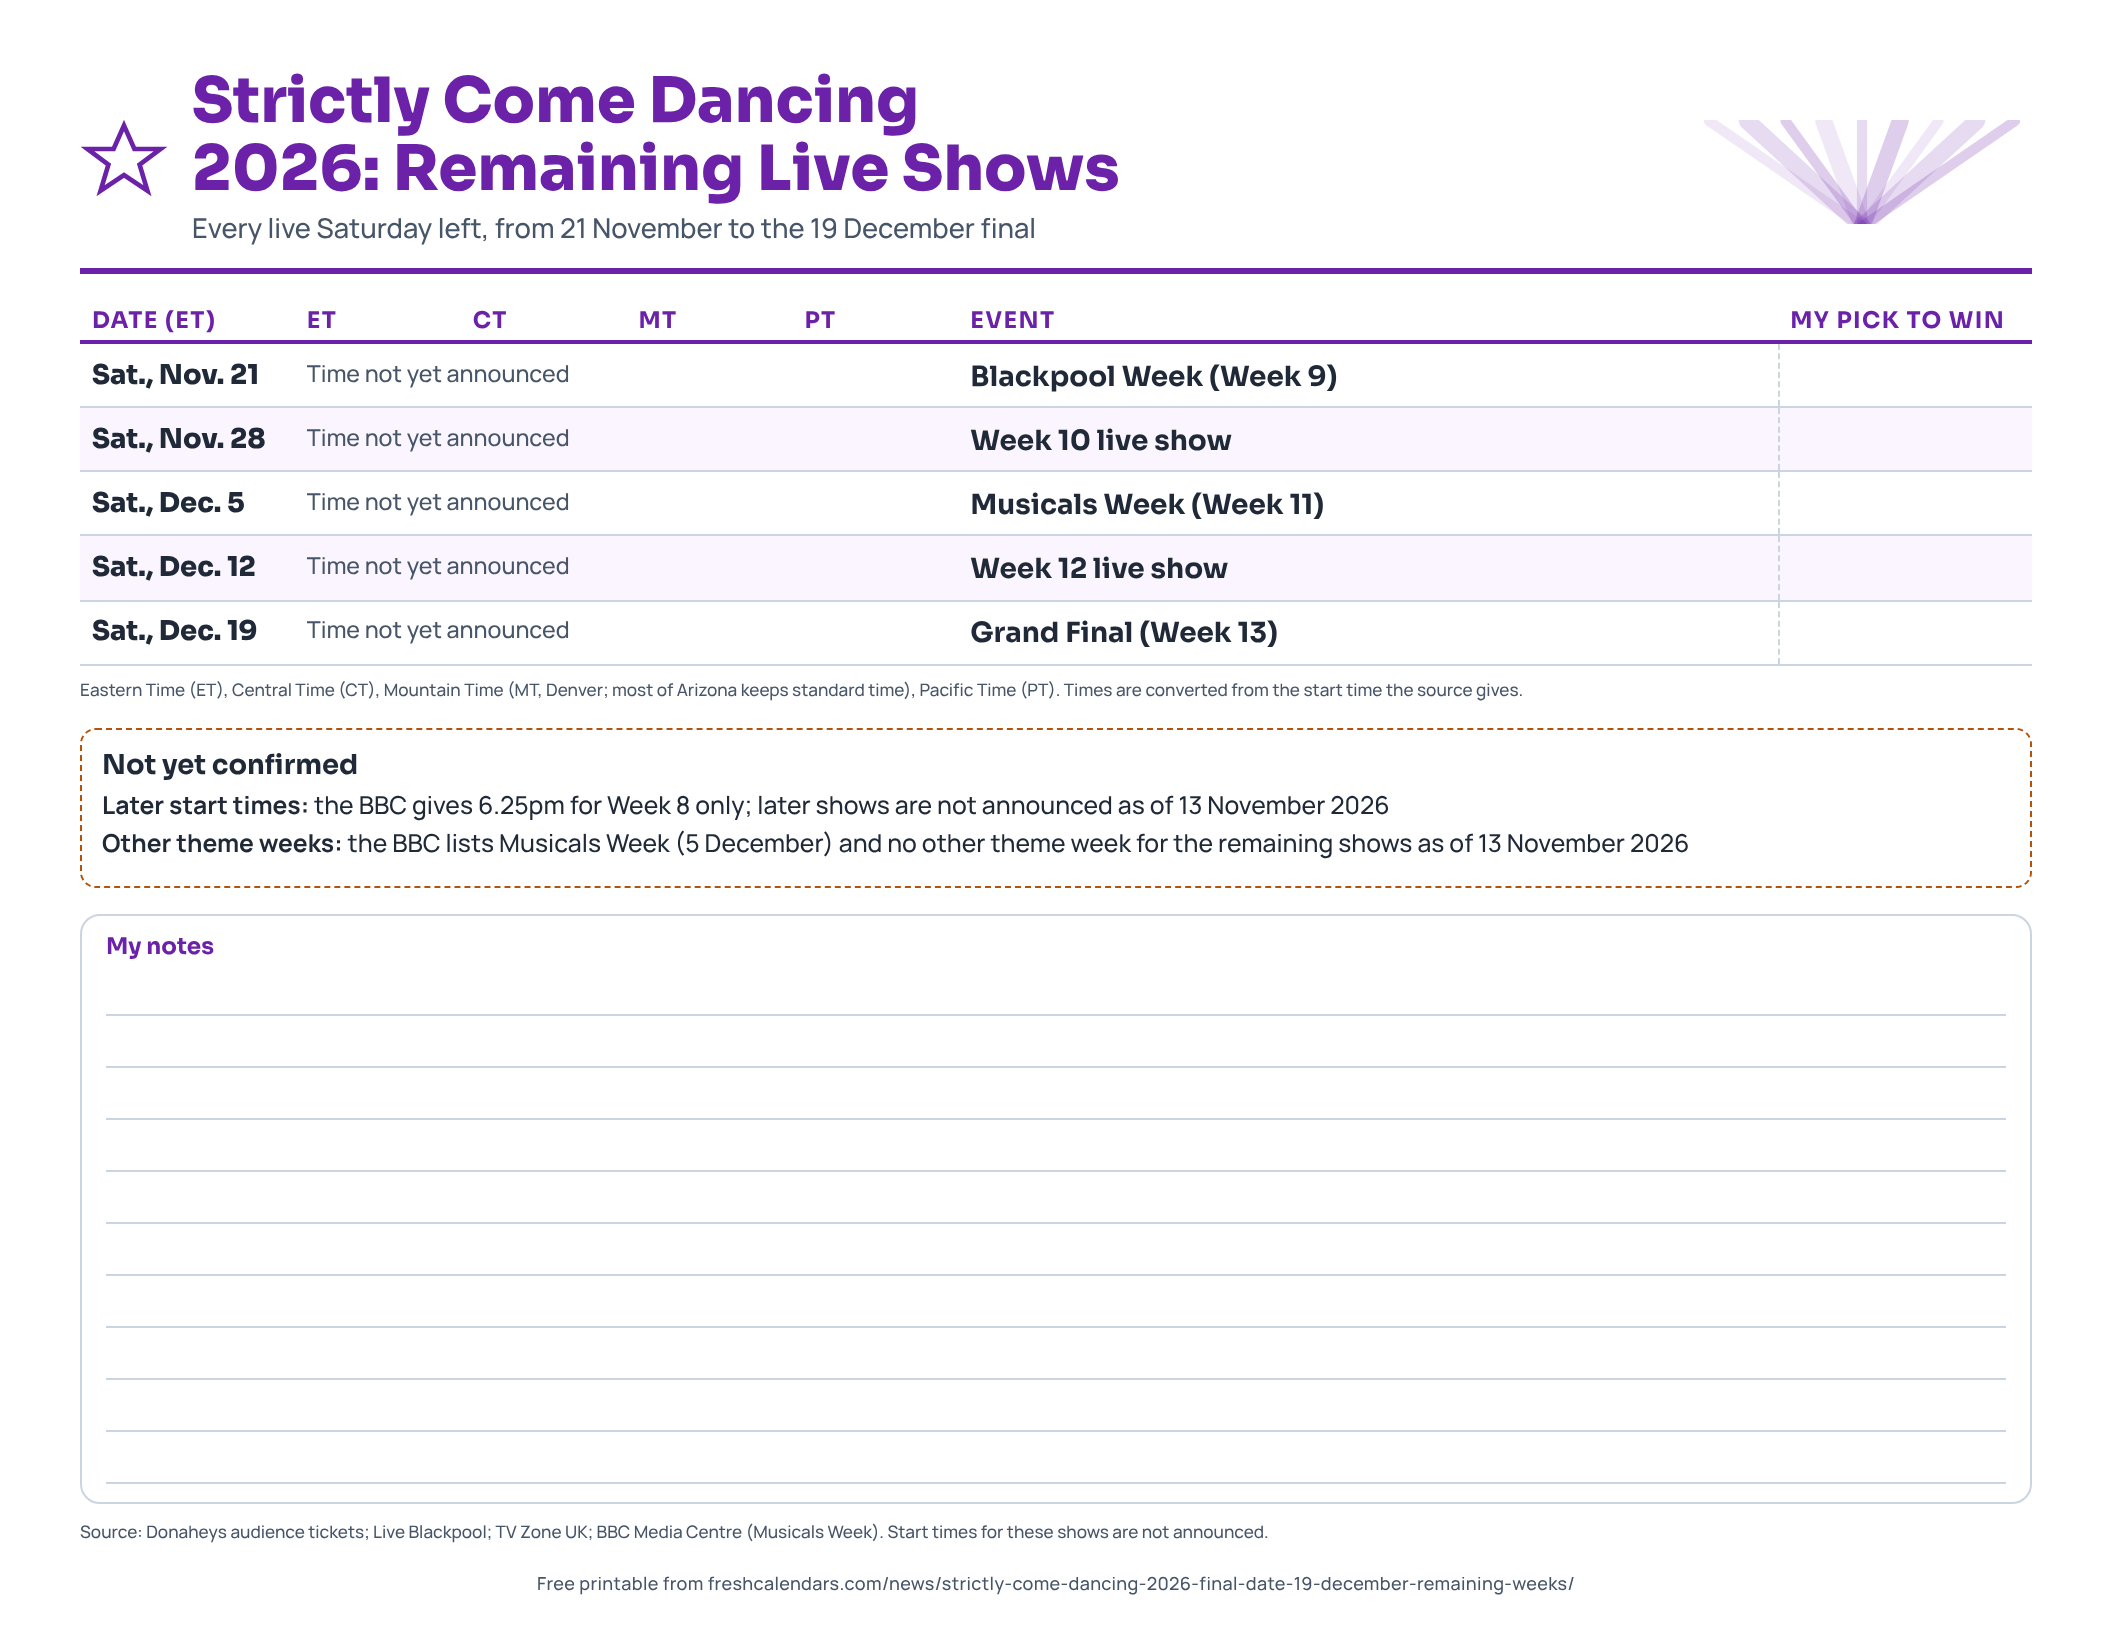 Strictly Come Dancing
2026: Remaining Live Shows
Every live Saturday left, from 21 November to the 19 December final
DATE (ET) ET CT MT PT EVENT MY PICK TO WIN
Sat., Nov. 21 Time not yet announced Blackpool Week (Week 9)
Sat., Nov. 28 Time not yet announced Week 10 live show
Sat., Dec. 5 Time not yet announced Musicals Week (Week 11)
Sat., Dec. 12 Time not yet announced Week 12 live show
Sat., Dec. 19 Time not yet announced Grand Final (Week 13)
Eastern Time (ET), Central Time (CT), Mountain Time (MT, Denver; most of Arizona keeps standard time), Pacific Time (PT). Times are converted from the start time the source gives.
Not yet confirmed
Later start times: the BBC gives 6.25pm for Week 8 only; later shows are not announced as of 13 November 2026
Other theme weeks: the BBC lists Musicals Week (5 December) and no other theme week for the remaining shows as of 13 November 2026
My notes
Source: Donaheys audience tickets; Live Blackpool; TV Zone UK; BBC Media Centre (Musicals Week). Start times for these shows are not announced.
Free printable from freshcalendars.com/news/strictly-come-dancing-2026-final-date-19-december-remaining-weeks/